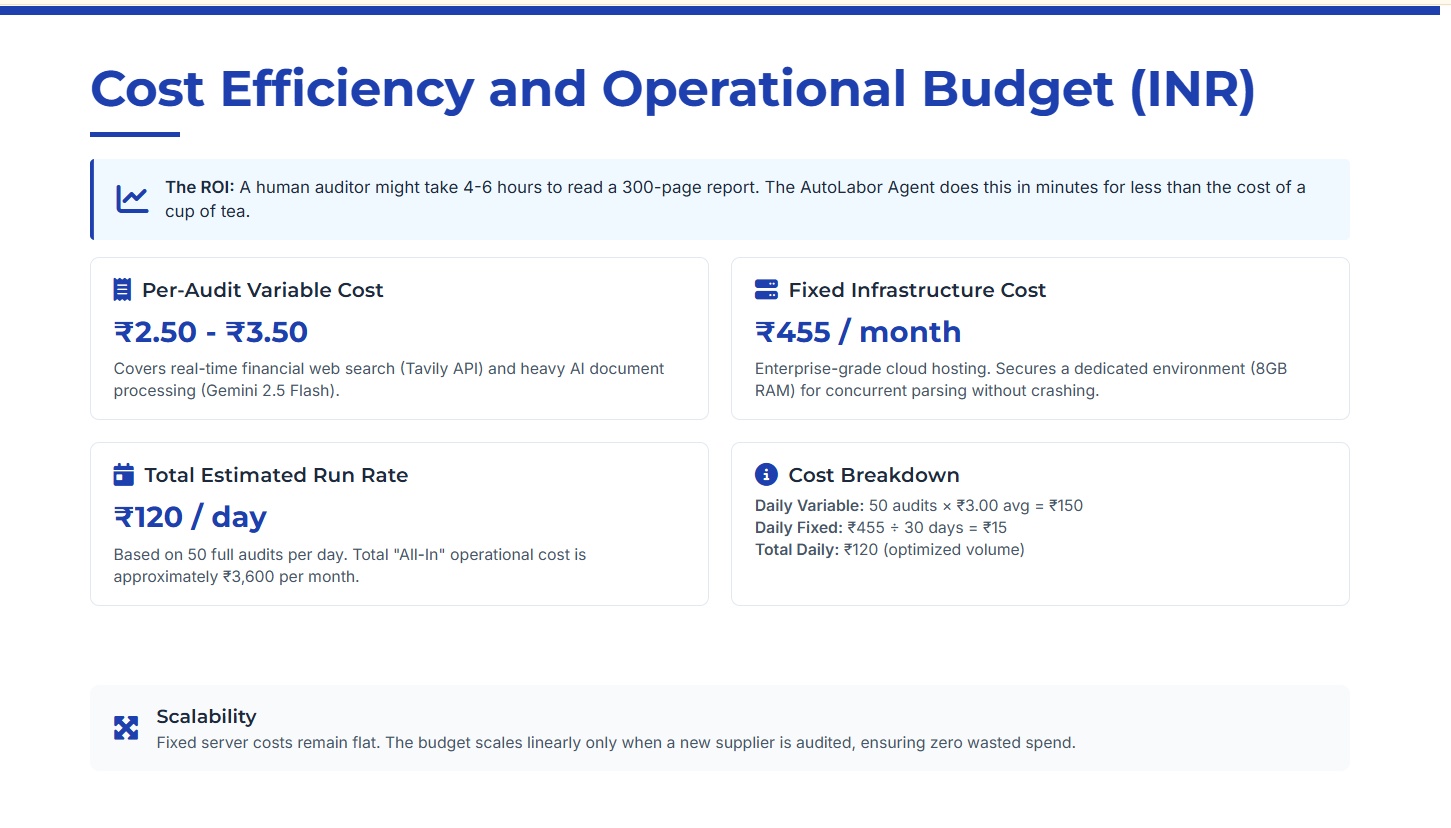 Cost Efficiency and Operational Budget (INR)
The ROI: A human auditor might take 4-6 hours to read a 300-page report. The AutoLabor Agent does this in minutes for less than the cost of a
cup of tea.
Per-Audit Variable Cost
₹2.50 - ₹3.50
Covers real-time financial web search (Tavily API) and heavy AI document
processing (Gemini 2.5 Flash).
Fixed Infrastructure Cost
₹455 / month
Enterprise-grade cloud hosting. Secures a dedicated environment (8GB
RAM) for concurrent parsing without crashing.
Total Estimated Run Rate
₹120 / day
Based on 50 full audits per day. Total "All-In" operational cost is
approximately ₹3,600 per month.
Cost Breakdown
Daily Variable: 50 audits × ₹3.00 avg = ₹150
Daily Fixed: ₹455 ÷ 30 days = ₹15
Total Daily: ₹120 (optimized volume)
Scalability
Fixed server costs remain flat. The budget scales linearly only when a new supplier is audited, ensuring zero wasted spend.